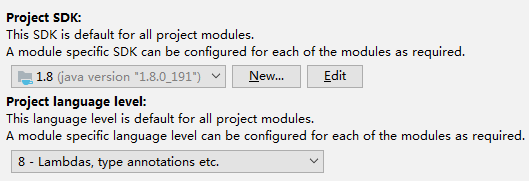 Project SDK:
This SDK is default for all project modules.
A module specific SDK can be configured for each of the modules as required.
1.8 (java version "1.8.0_191") New... Edit
Project language level:
This language level is default for all project modules.
A module specific language level can be configured for each of the modules as required.
8 - Lambdas, type annotations etc.